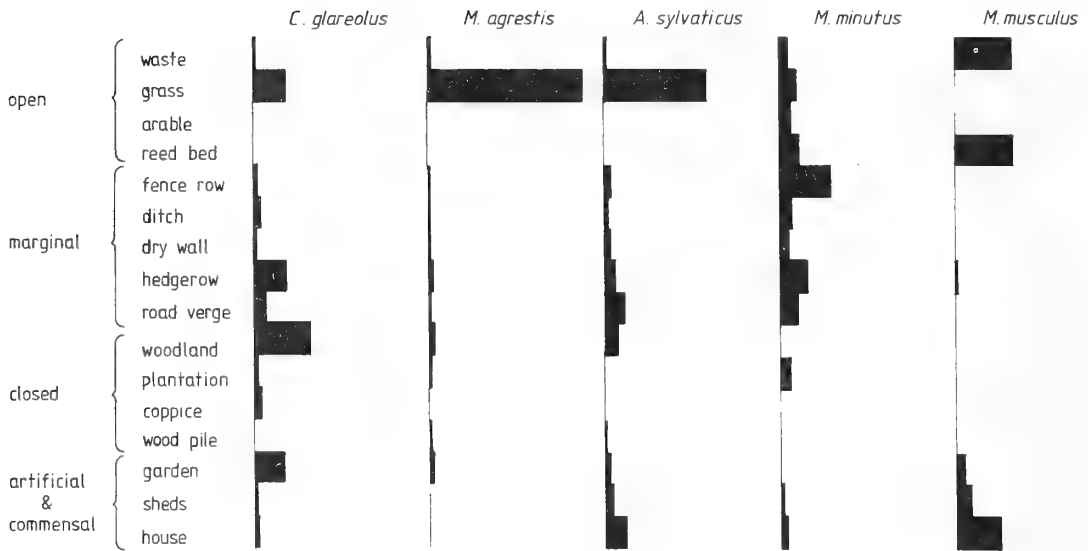 C. glareolus M. agrestis A. sylvaticus M. minutus M. musculus
open
waste
grass
arable
reed bed
marginal
fence row
ditch
dry wall
hedgerow
road verge
closed
woodland
plantation
coppice
wood pile
artificial
&
commensal
garden
sheds
house